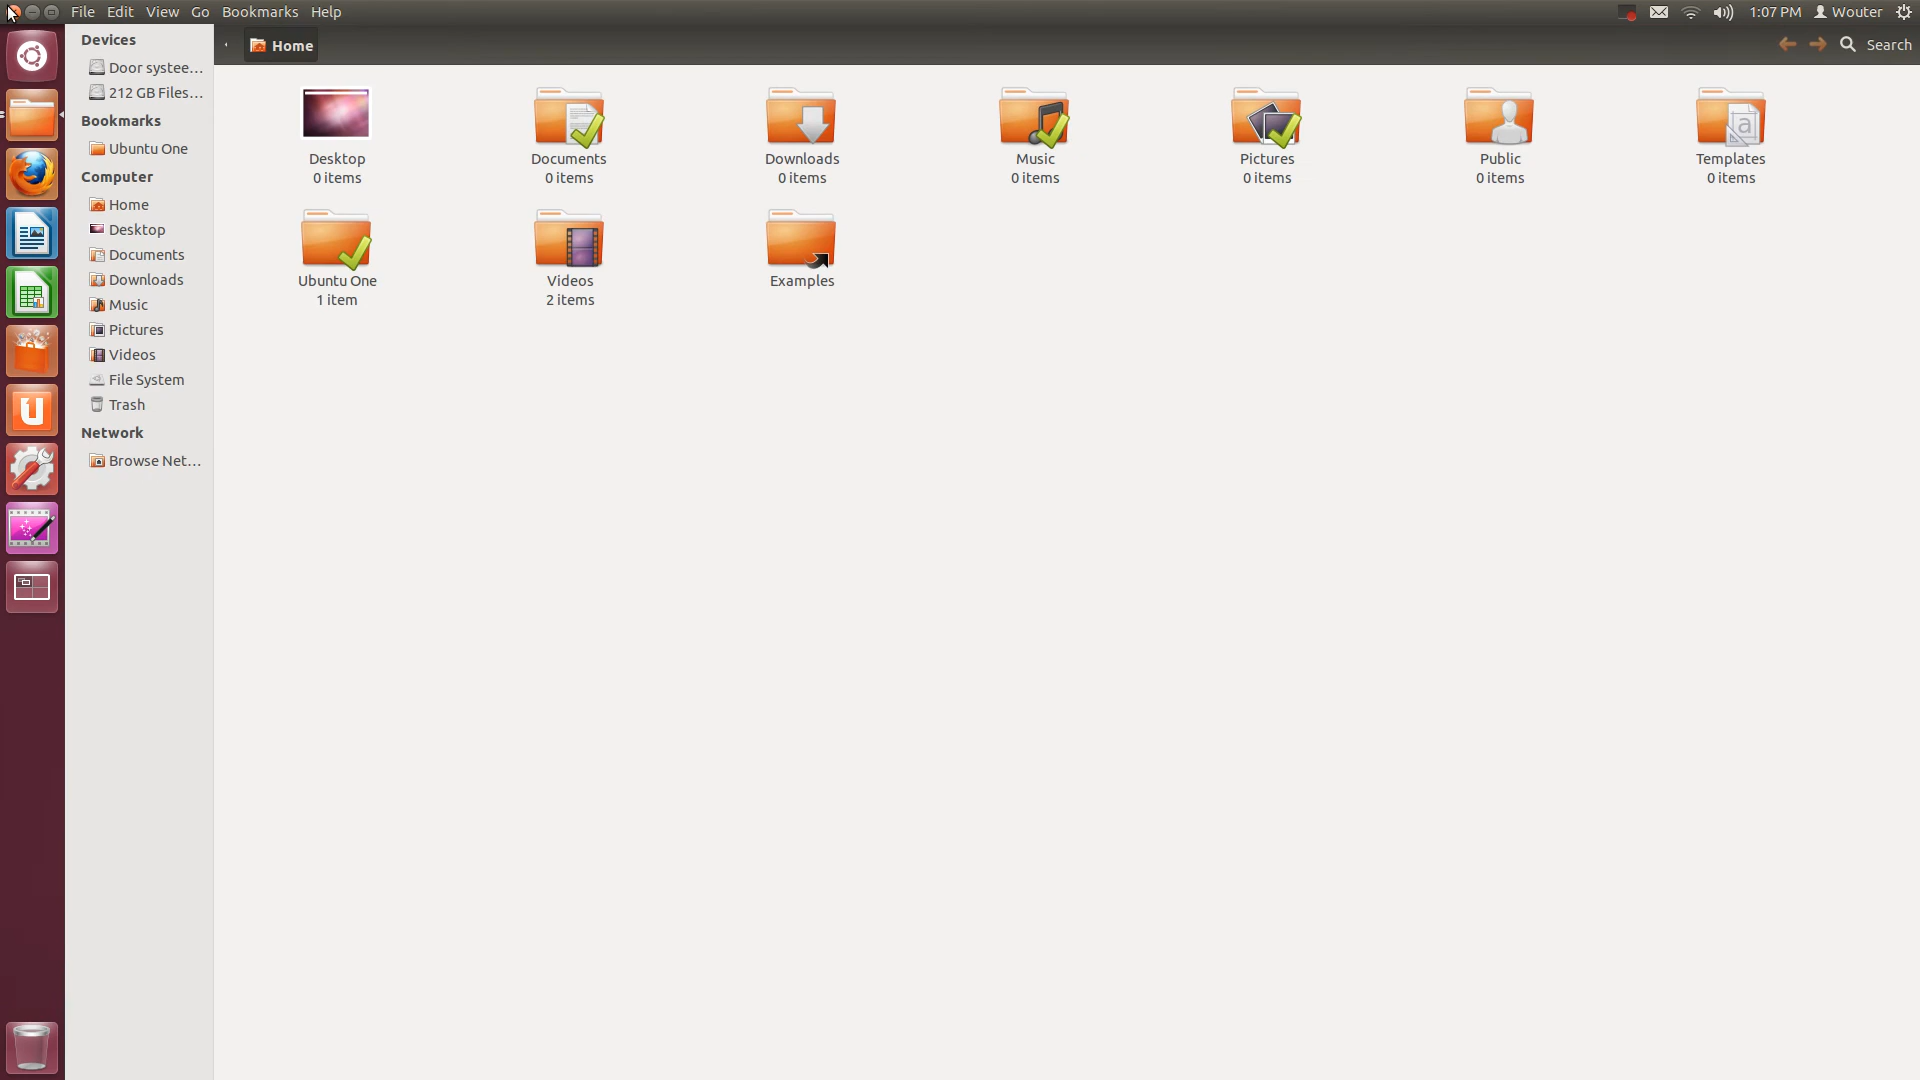 File Edit View Go Bookmarks Help
1:07 PM Wouter
Devices
Door systee...
212 GB Files...
Bookmarks
Ubuntu One
Computer
Home
Desktop
Documents
Downloads
Music
Pictures
Videos
File System
Trash
Network
Browse Net...
Home
Search
Desktop
0 items
Documents
0 items
Downloads
0 items
Music
0 items
Pictures
0 items
Public
0 items
Templates
0 items
Ubuntu One
1 item
Videos
2 items
Examples